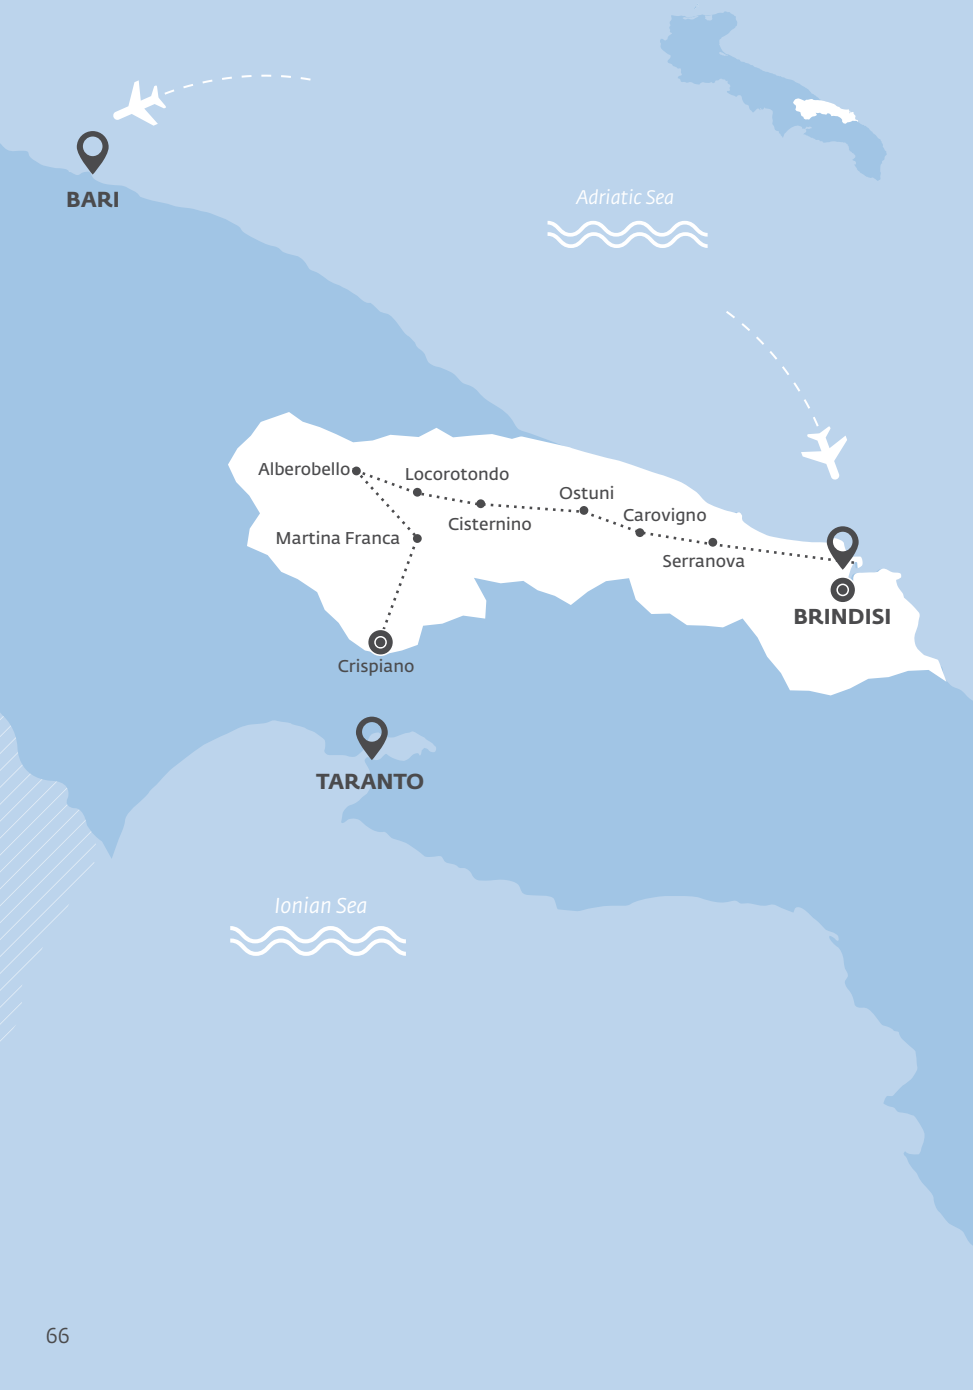 BARI
Adriatic Sea
Alberobello
Locorotondo
Ostuni
Cisternino
Carovigno
Martina Franca
Serranova
BRINDISI
Crispiano
TARANTO
Ionian Sea
66